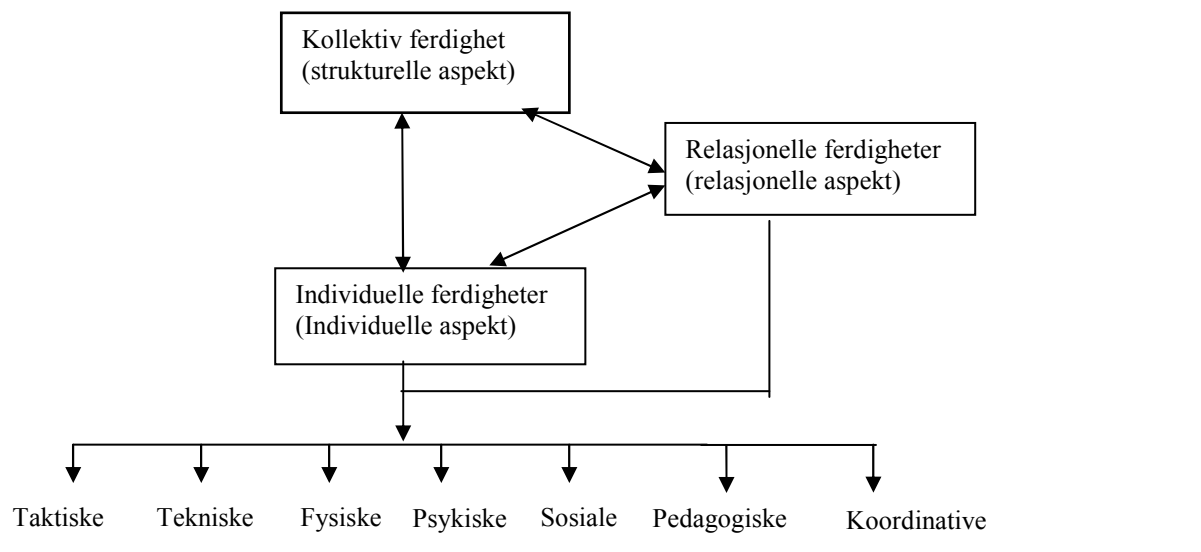 Kollektiv ferdighet
(strukturelle aspekt)
Relasjonelle ferdigheter
(relasjonelle aspekt)
Individuelle ferdigheter
(Individuelle aspekt)
Taktiske Tekniske Fysiske Psykiske Sosiale Pedagogiske Koordinative